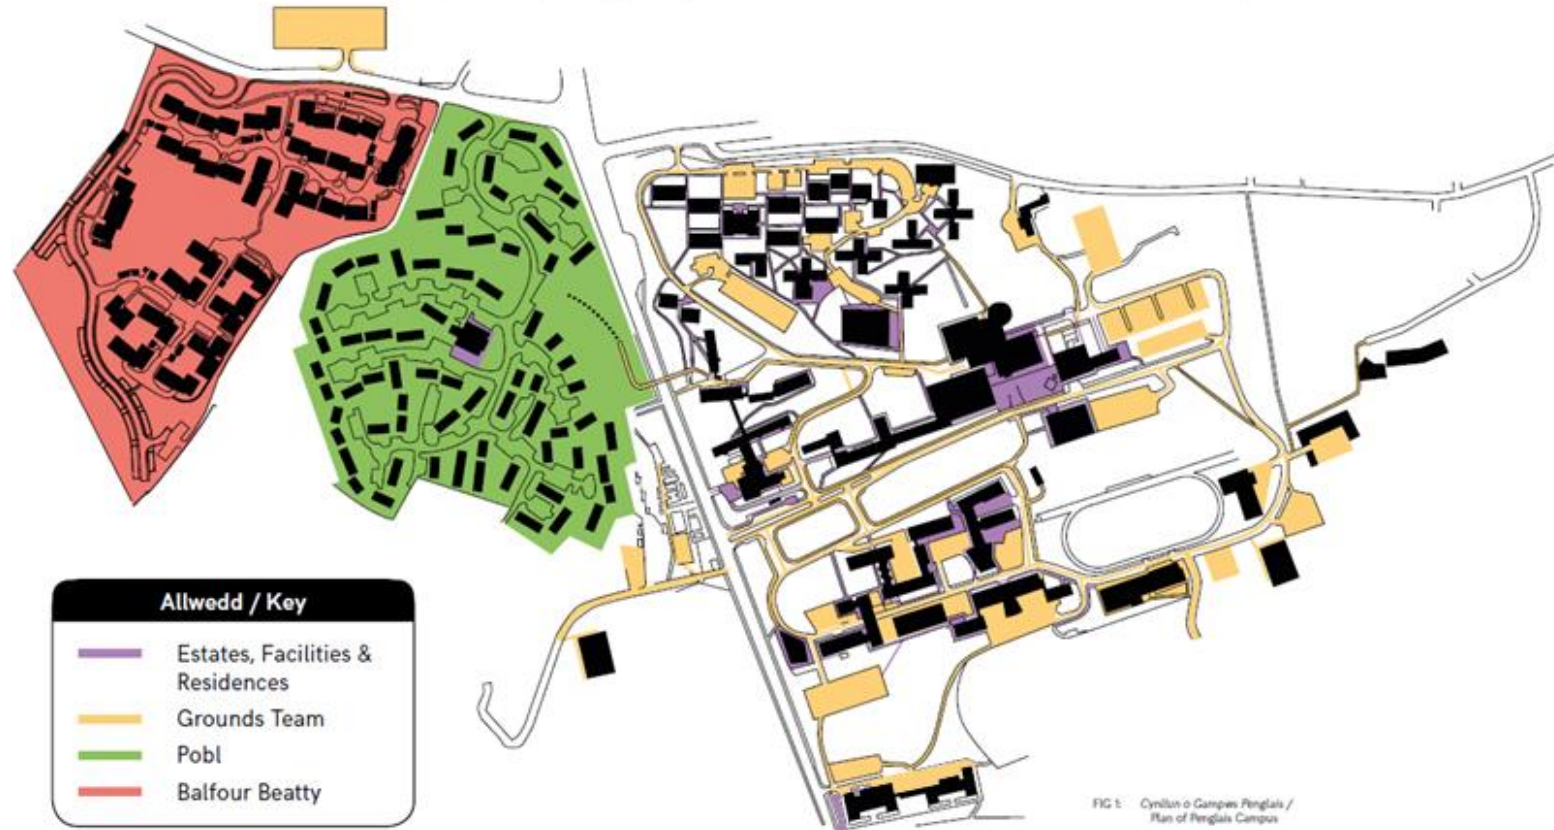 Allwedd / Key
Estates, Facilities &
Residences
Grounds Team
Pobl
Balfour Beatty
FIG 1: Cynllun o Gampws Penglais /
Plan of Penglais Campus